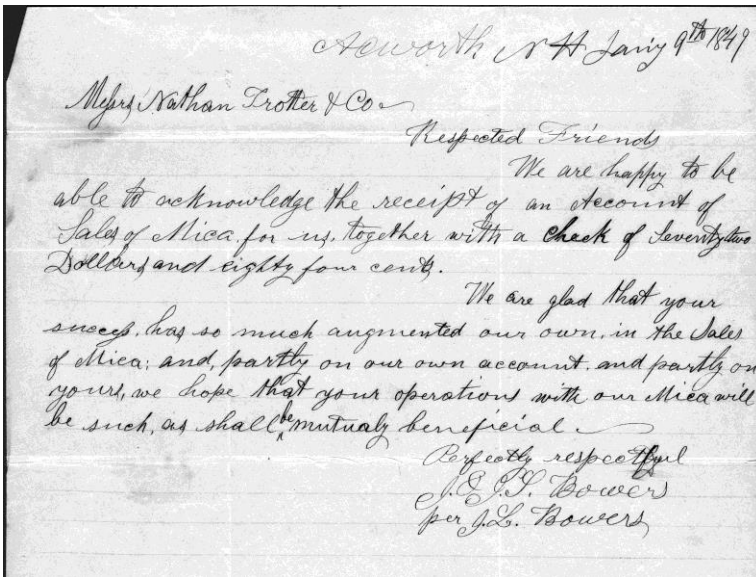 Acworth N H Jany 9th 1849
Messrs Nathan Trotter & Co
Respected Friends
We are happy to be
able to acknowledge the receipt of an Account of
Sales of Mica, for us, together with a check of Seventy two
Dollars, and eighty four cents.
We are glad that your
success, has so much augmented our own, in the Sales
of Mica; and, partly on our own account, and partly on
yours, we hope that your operations with our Mica will
be such, as shall be mutualy beneficial.
Perfectly respectfyul
J. & J. L. Bowers
per J. L. Bowers